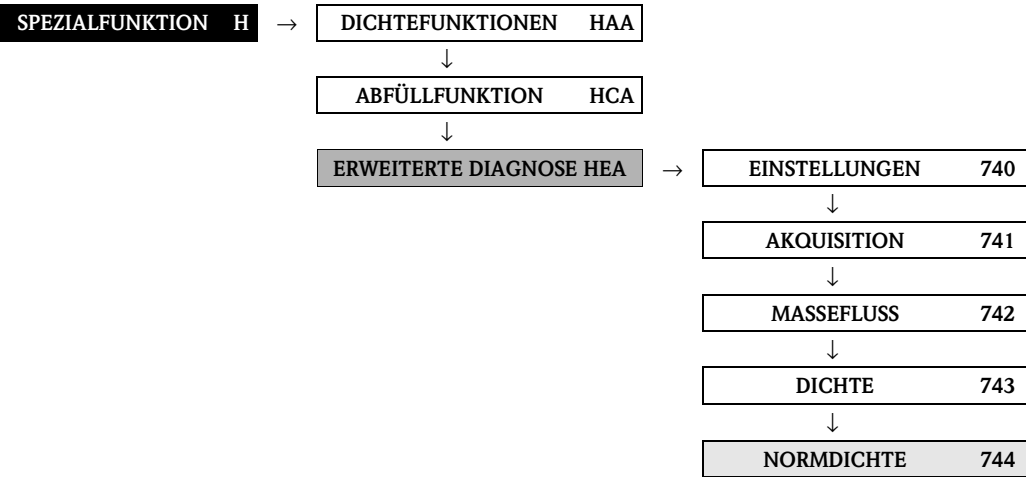 SPEZIALFUNKTION H → DICHTEFUNKTIONEN HAA
↓
ABFÜLLFUNKTION HCA
↓
ERWEITERTE DIAGNOSE HEA → EINSTELLUNGEN 740
↓
AKQUISITION 741
↓
MASSEFLUSS 742
↓
DICHTE 743
↓
NORMDICHTE 744